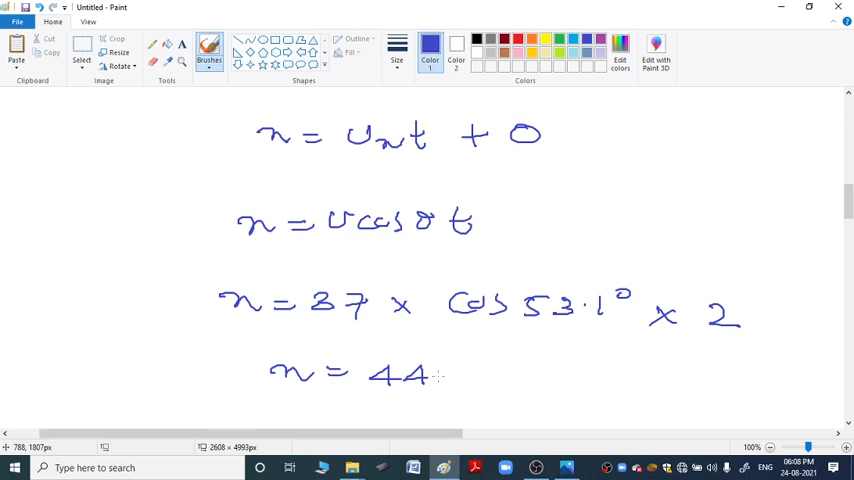 Untitled - Paint
File
Home
View
Paste
Cut
Copy
Clipboard
Select
Crop
Resize
Rotate
Image
Tools
Brushes
Shapes
Outline
Fill
Size
Color 1
Color 2
Colors
Edit colors
Edit with Paint 3D
x = Uxt + 0
x = U cos θ t
x = 37 x cos 53.1° x 2
x = 44
788, 1807px
2608 × 4993px
100%
Type here to search
ENG
06:08 PM
24-08-2021